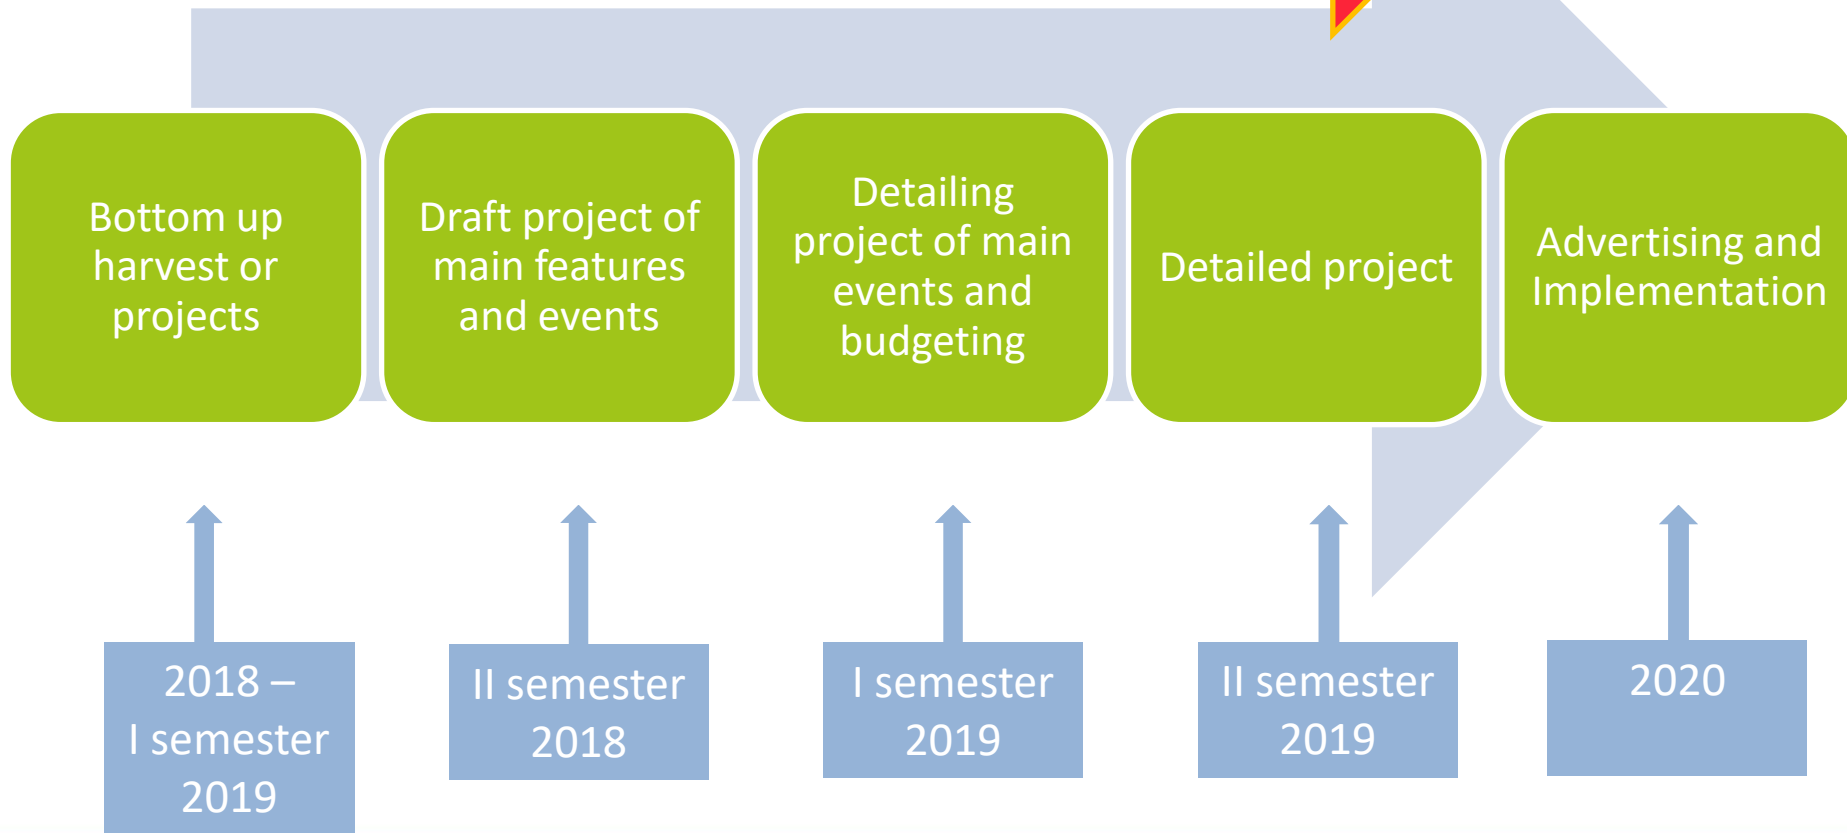 Bottom up
harvest or
projects
Draft project of
main features
and events
Detailing
project of main
events and
budgeting
Detailed project
Advertising and
Implementation
2018 –
I semester
2019
II semester
2018
I semester
2019
II semester
2019
2020